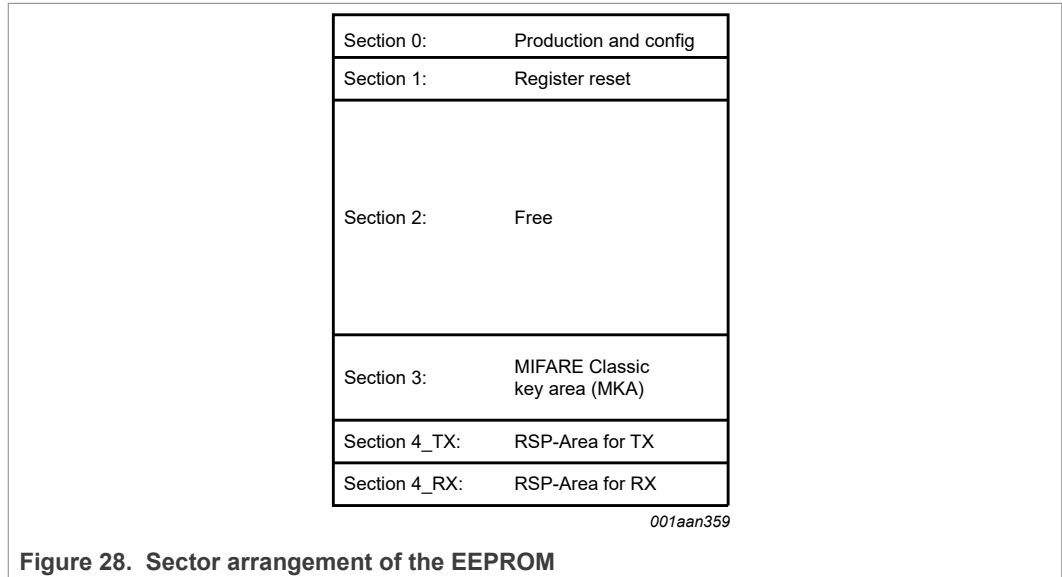 Section 0: Production and config
Section 1: Register reset
Section 2: Free
Section 3: MIFARE Classic
key area (MKA)
Section 4_TX: RSP-Area for TX
Section 4_RX: RSP-Area for RX
001aan359
Figure 28. Sector arrangement of the EEPROM